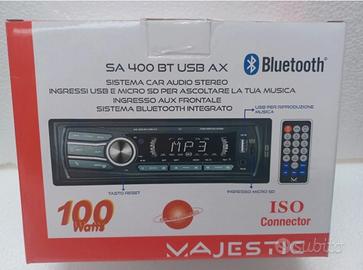 SA 400 BT USB AX
Bluetooth®
SISTEMA CAR AUDIO STEREO
INGRESSI USB E MICRO SD PER ASCOLTARE LA TUA MUSICA
INGRESSO AUX FRONTALE
SISTEMA BLUETOOTH INTEGRATO
USB PER RIPRODUZIONE
MUSICA
MP3
TASTO RESET
INGRESSO MICRO SD
100
Watts
ISO
Connector
MAJESTIC
subito